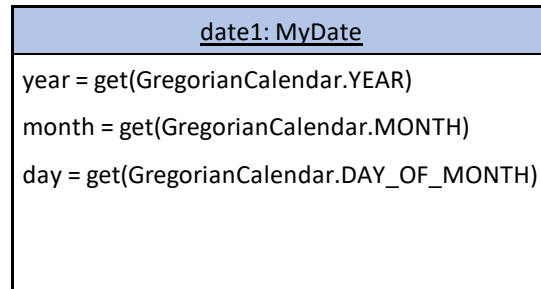 date1: MyDate
year = get(GregorianCalendar.YEAR)
month = get(GregorianCalendar.MONTH)
day = get(GregorianCalendar.DAY_OF_MONTH)